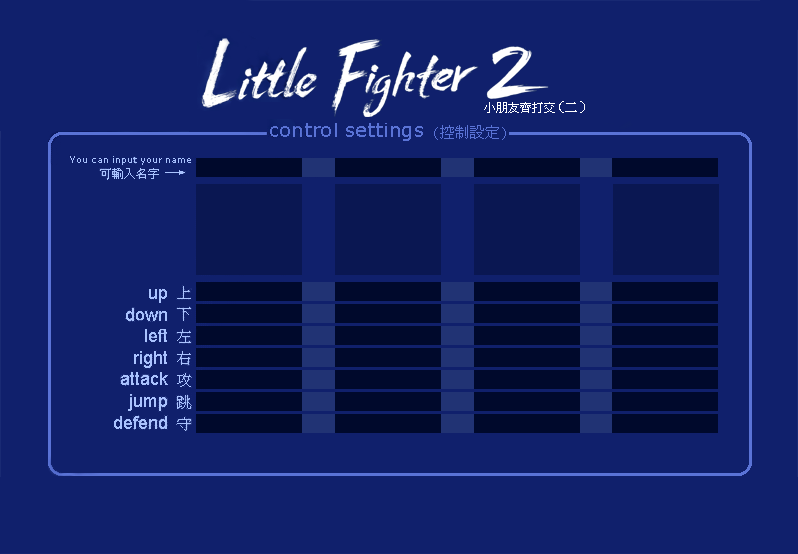 Little Fighter 2
小朋友齊打交(二)
control settings (控制設定)
You can input your name
可輸入名字 →
up 上
down 下
left 左
right 右
attack 攻
jump 跳
defend 守